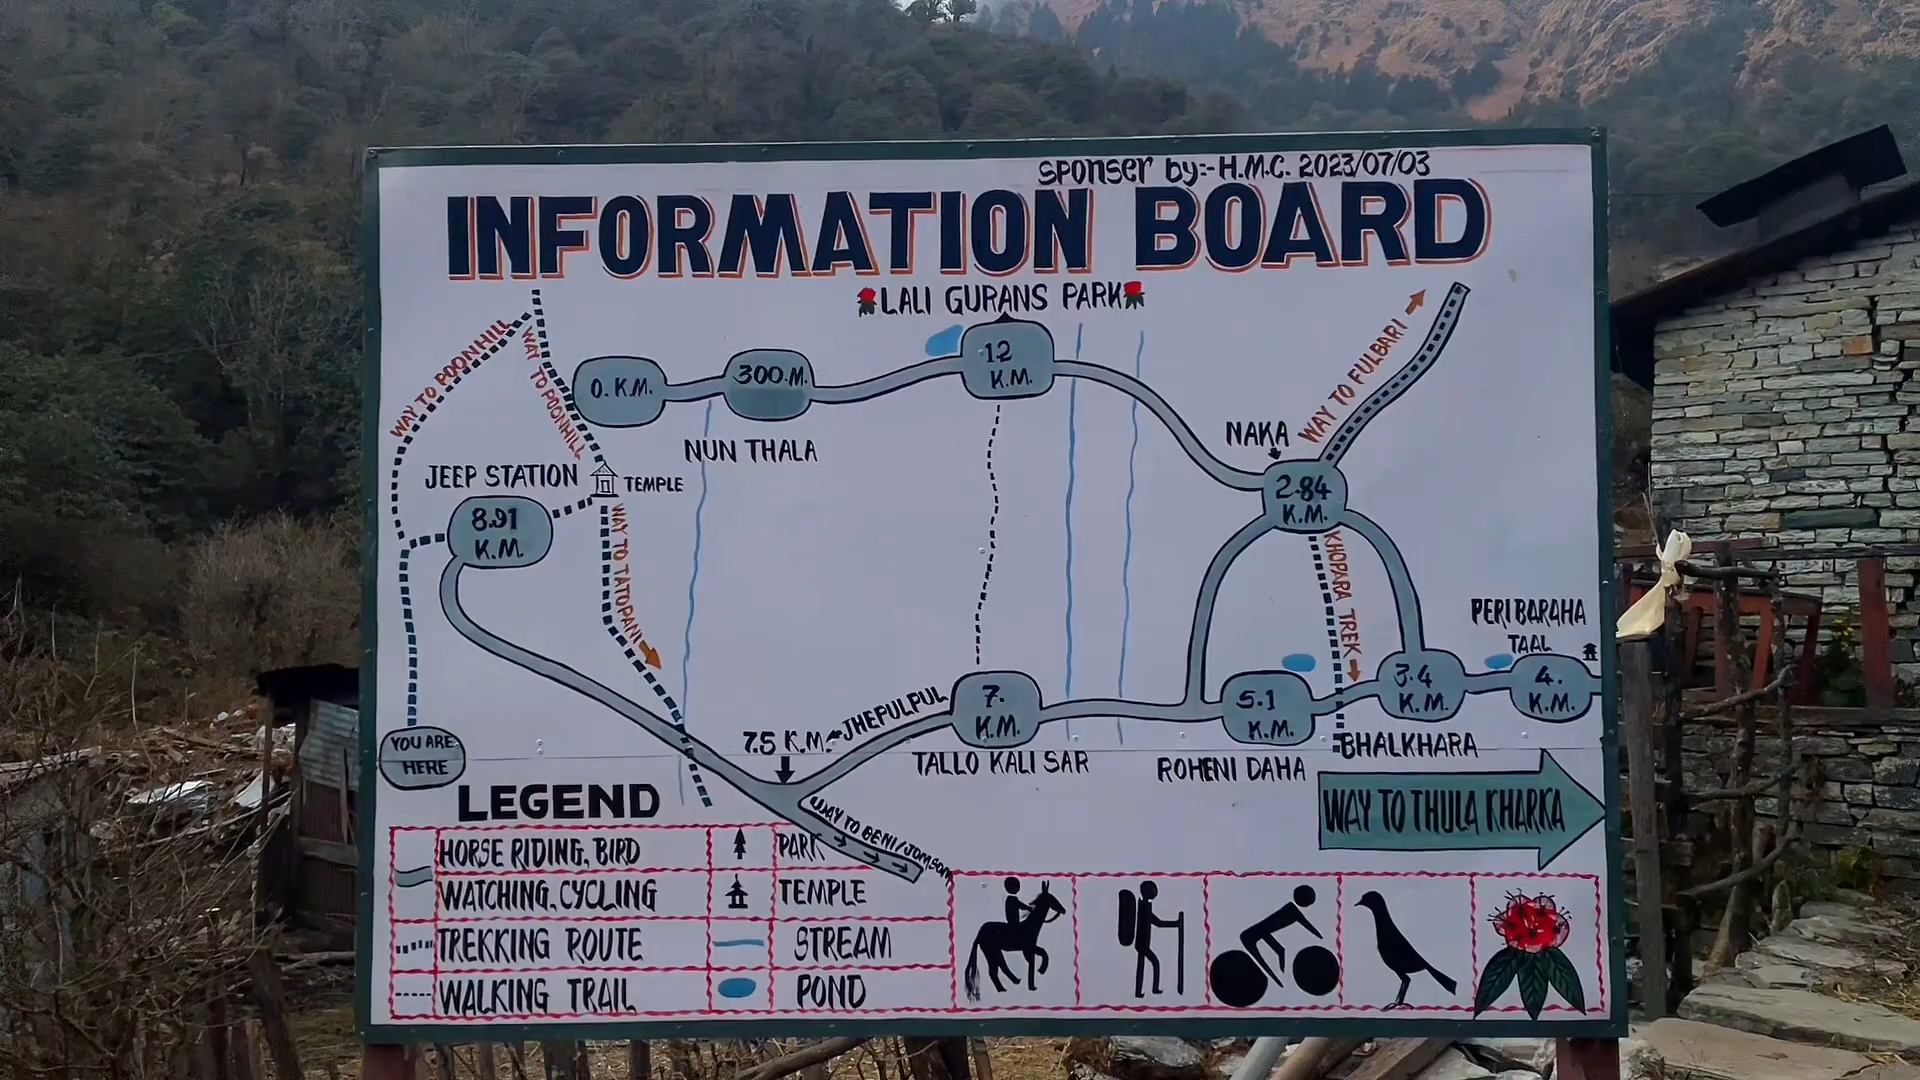 SPONSER by:- H.M.C. 2023/07/03
INFORMATION BOARD
LALI GURANS PARK
WAY TO POONHILL
WAY TO POONHILL
0. K.M.
300.M.
NUN THALA
1.2
K.M.
WAY TO FULBARI
NAKA
2.84
K.M.
JEEP STATION
TEMPLE
8.91
K.M.
WAY TO TATOPANI
KHOPARA TREK
PERI BARAHA
TAAL
3.4
K.M.
4.
K.M.
5.1
K.M.
7.
K.M.
JHEPULPUL
7.5 K.M.
TALLO KALI SAR
ROHENI DAHA
BHALKHARA
YOU ARE
HERE
WAY TO BENI/JOMSOM
WAY TO THULA KHARKA
LEGEND
HORSE RIDING, BIRD
WATCHING, CYCLING
TREKKING ROUTE
WALKING TRAIL
PARK
TEMPLE
STREAM
POND